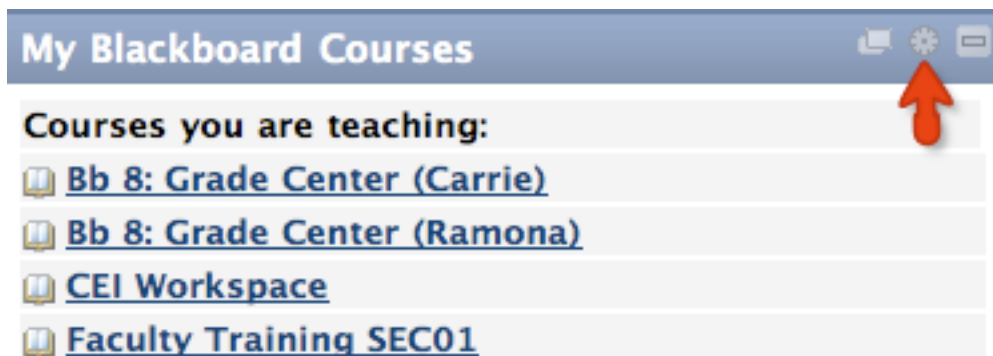 My Blackboard Courses
Courses you are teaching:
Bb 8: Grade Center (Carrie)
Bb 8: Grade Center (Ramona)
CEI Workspace
Faculty Training SEC01